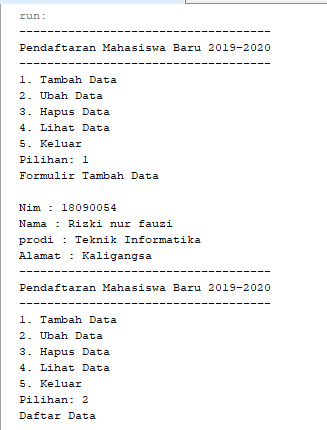 run:
------------------------------------
Pendaftaran Mahasiswa Baru 2019-2020
------------------------------------
1. Tambah Data
2. Ubah Data
3. Hapus Data
4. Lihat Data
5. Keluar
Pilihan: 1
Formulir Tambah Data
Nim : 18090054
Nama : Rizki nur fauzi
prodi : Teknik Informatika
Alamat : Kaligangsa
------------------------------------
Pendaftaran Mahasiswa Baru 2019-2020
------------------------------------
1. Tambah Data
2. Ubah Data
3. Hapus Data
4. Lihat Data
5. Keluar
Pilihan: 2
Daftar Data